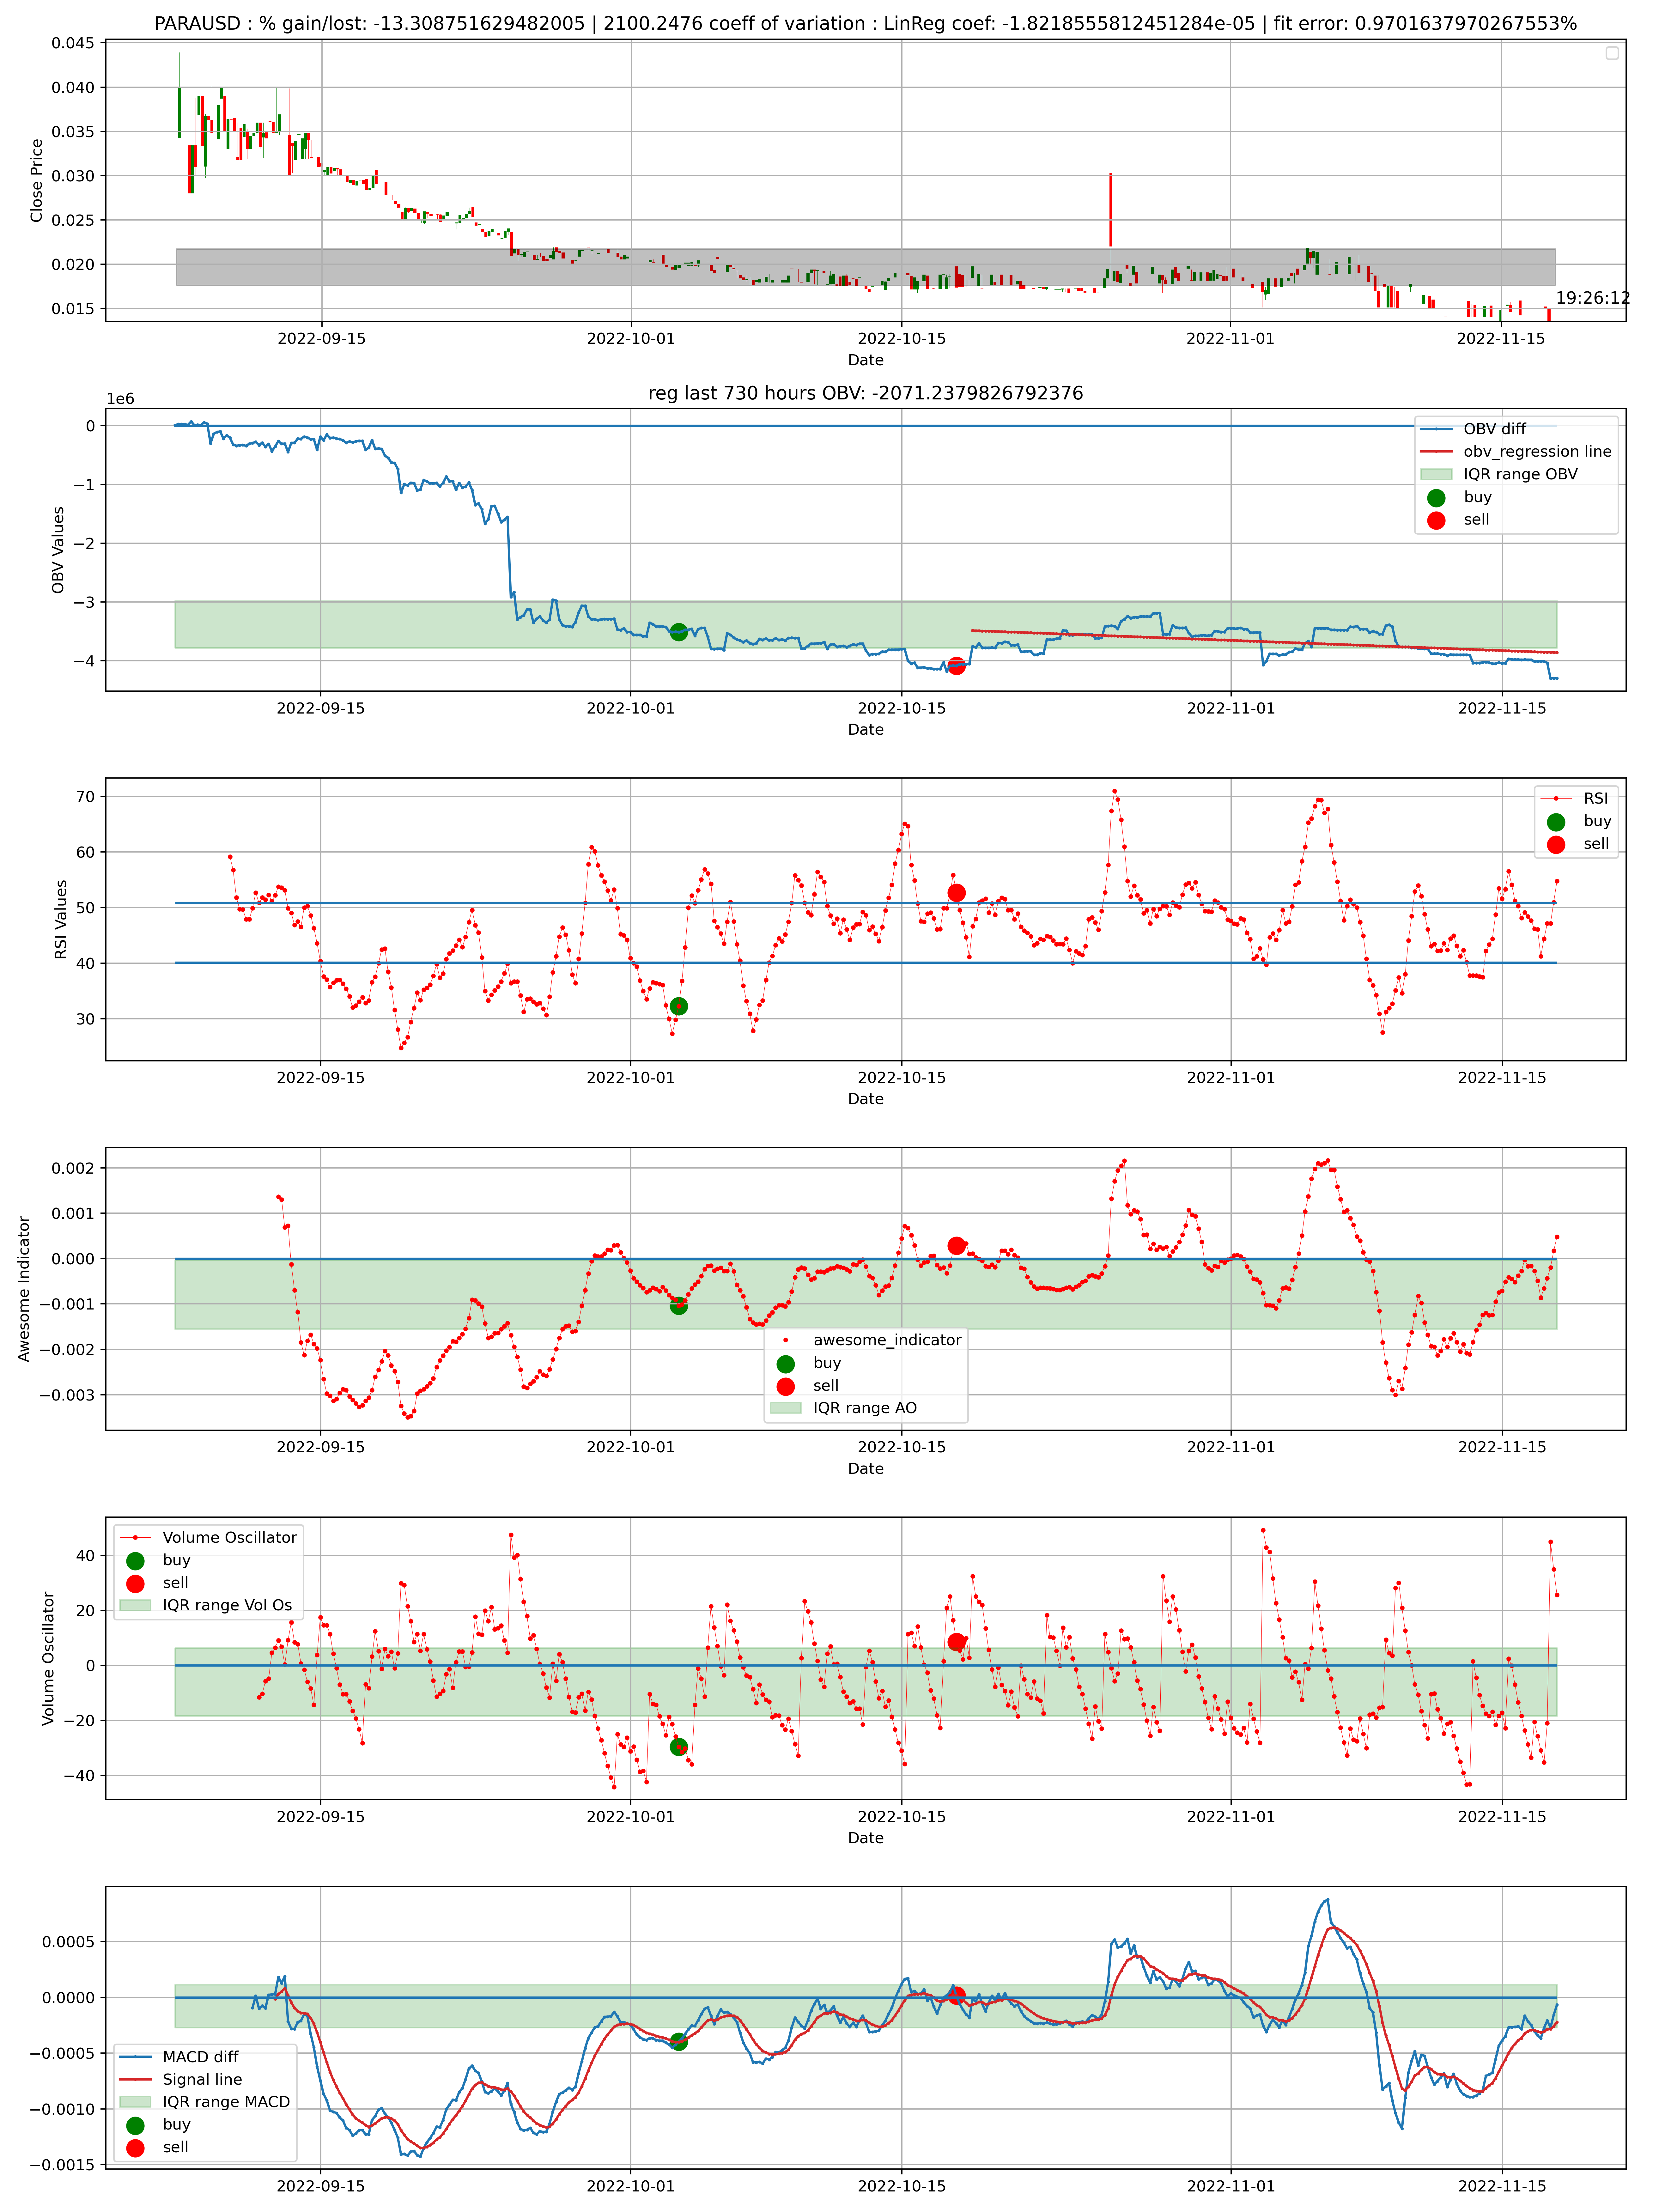 PARAUSD : % gain/lost: -13.308751629482005 | 2100.2476 coeff of variation : LinReg coef: -1.8218555812451284e-05 | fit error: 0.9701637970267553%
0.045
0.040
0.035
0.030
0.025
0.020
0.015
Close Price
19:26:12
2022-09-15
2022-10-01
2022-10-15
2022-11-01
2022-11-15
Date
reg last 730 hours OBV: -2071.2379826792376
1e6
0
−1
−2
−3
−4
OBV Values
OBV diff
obv_regression line
IQR range OBV
buy
sell
2022-09-15
2022-10-01
2022-10-15
2022-11-01
2022-11-15
Date
70
60
50
40
30
RSI Values
RSI
buy
sell
2022-09-15
2022-10-01
2022-10-15
2022-11-01
2022-11-15
Date
0.002
0.001
0.000
−0.001
−0.002
−0.003
Awesome Indicator
awesome_indicator
buy
sell
IQR range AO
2022-09-15
2022-10-01
2022-10-15
2022-11-01
2022-11-15
Date
40
20
0
−20
−40
Volume Oscillator
Volume Oscillator
buy
sell
IQR range Vol Os
2022-09-15
2022-10-01
2022-10-15
2022-11-01
2022-11-15
Date
0.0005
0.0000
−0.0005
−0.0010
−0.0015
MACD diff
Signal line
IQR range MACD
buy
sell
2022-09-15
2022-10-01
2022-10-15
2022-11-01
2022-11-15